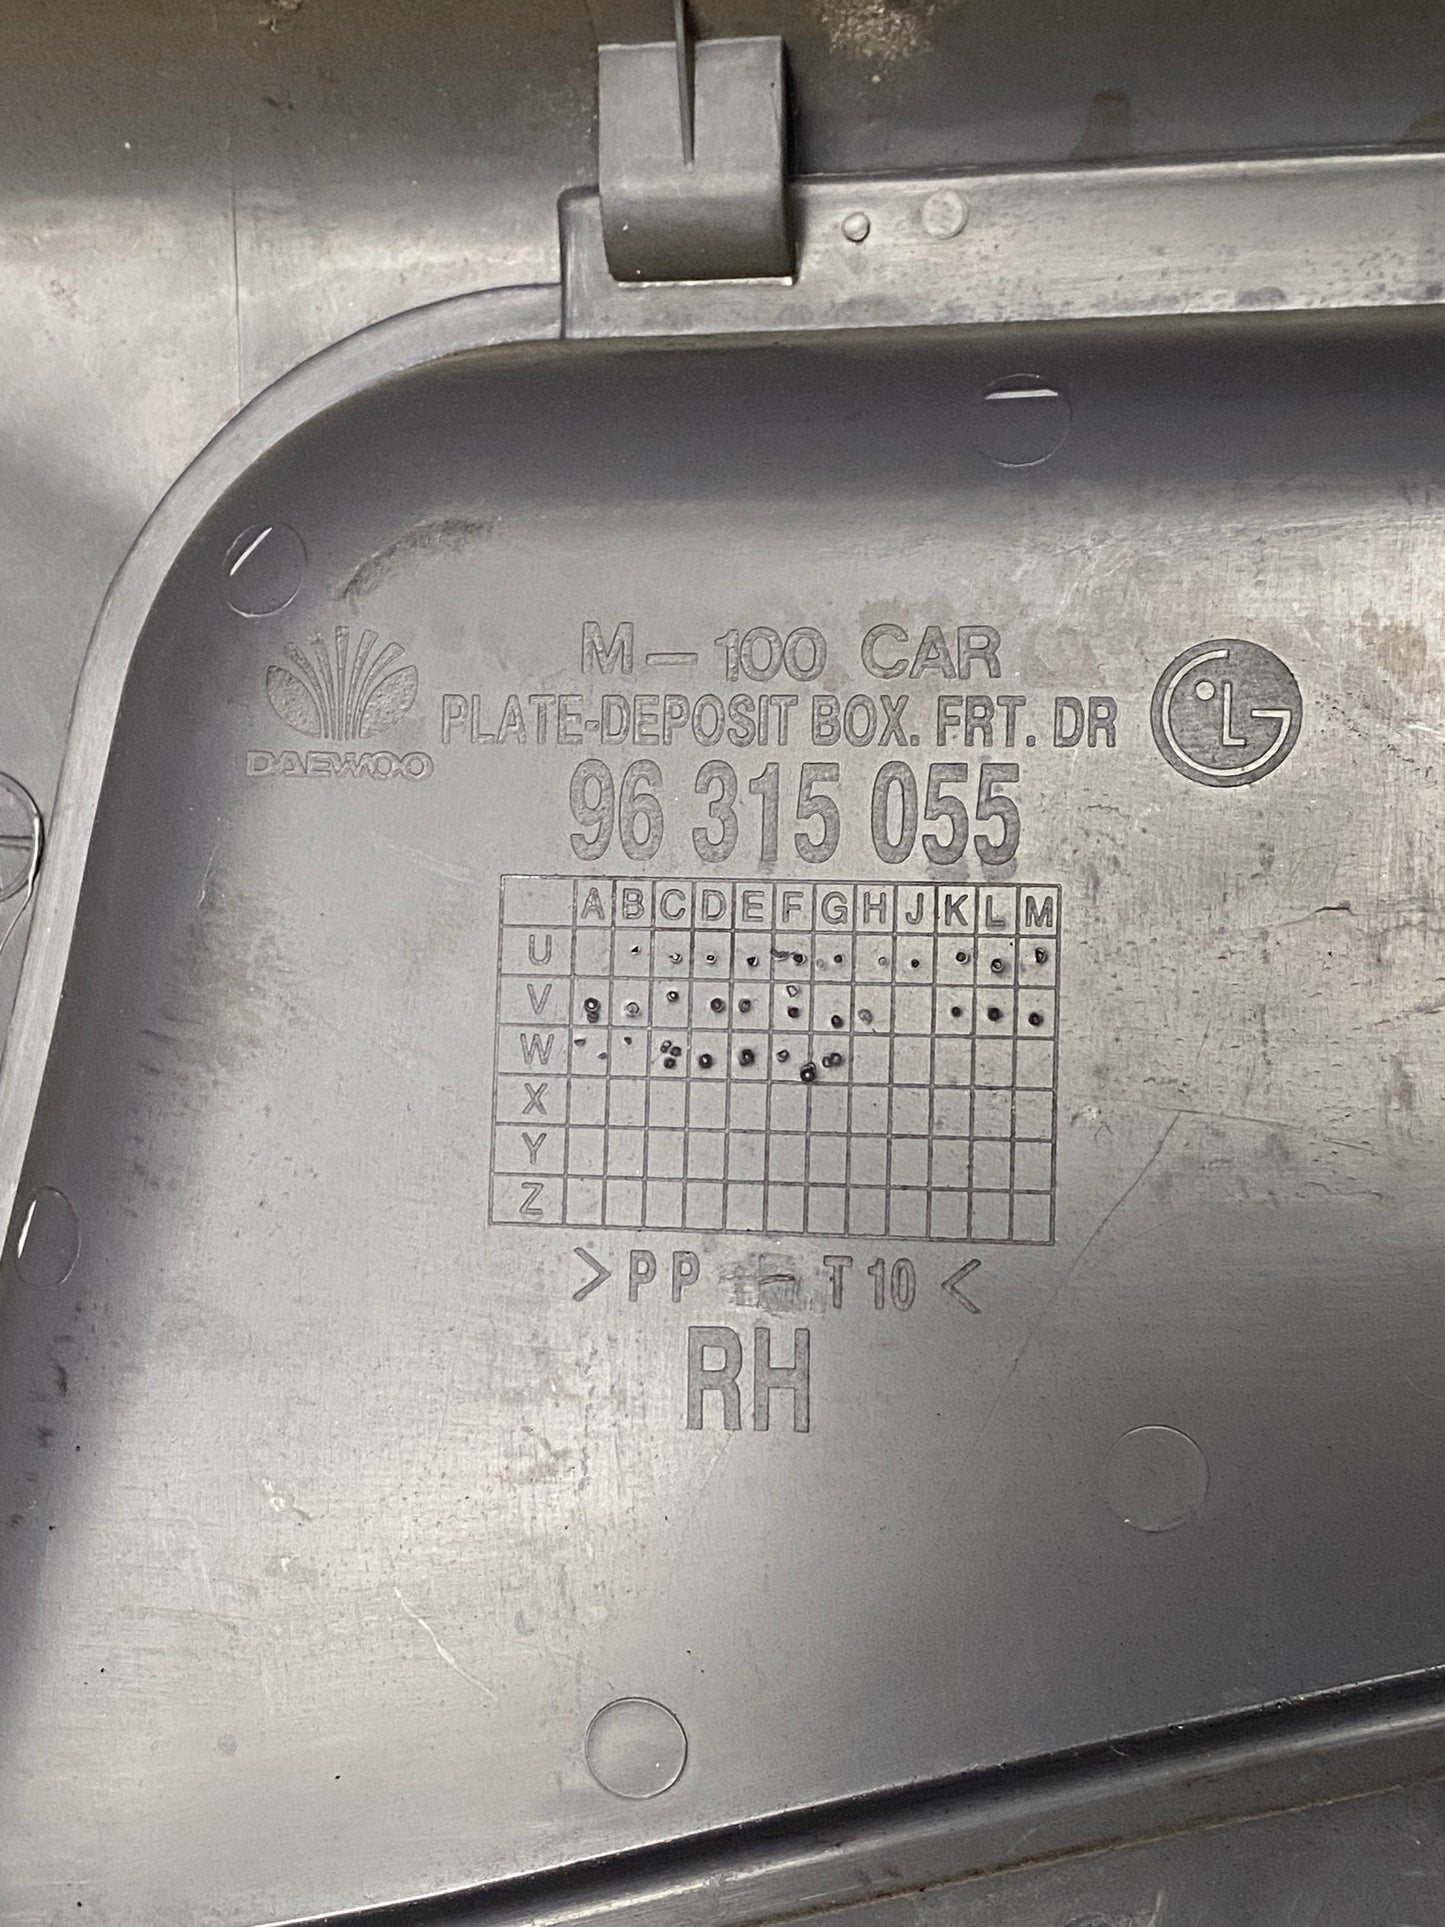 M-100 CAR
DAEWOO
PLATE-DEPOSIT BOX. FRT. DR
LG
96 315 055
A B C D E F G H J K L M
U
V
W
X
Y
Z
>PP - T10<
RH